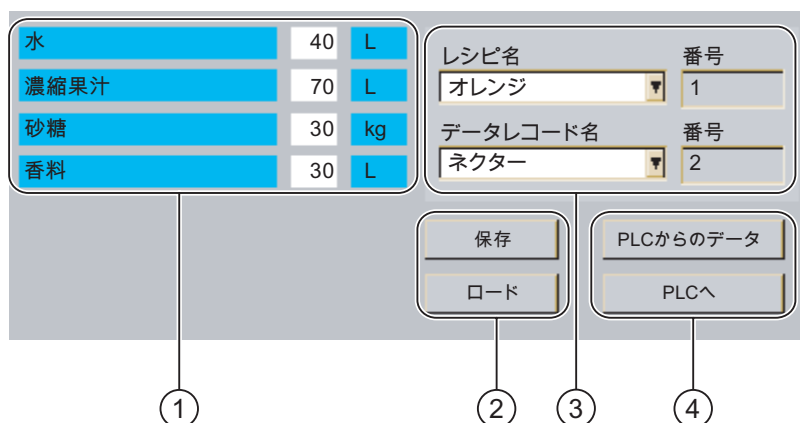 水 40 L
濃縮果汁 70 L
砂糖 30 kg
香料 30 L
レシピ名 番号
オレンジ 1
データレコード名 番号
ネクター 2
保存 PLCからのデータ
ロード PLCへ
1 2 3 4